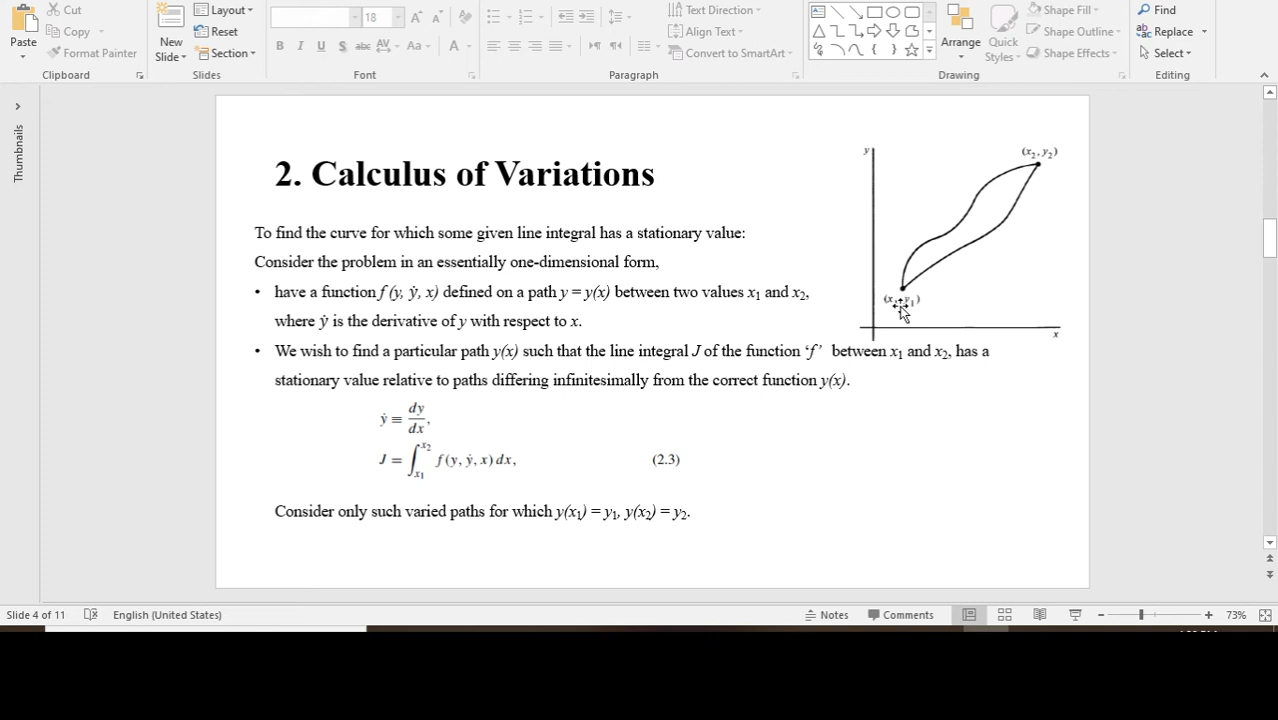 Cut
Copy
Format Painter
Paste
Clipboard
New
Slide
Layout
Reset
Section
Slides
18
A A
B I U S abc AV Aa A
Font
Paragraph
Text Direction
Align Text
Convert to SmartArt
Arrange
Quick
Styles
Shape Fill
Shape Outline
Shape Effects
Drawing
Find
Replace
Select
Editing
Thumbnails
2. Calculus of Variations
y
(x₂, y₂)
x
To find the curve for which some given line integral has a stationary value:
Consider the problem in an essentially one-dimensional form,
• have a function f (y, ẏ, x) defined on a path y = y(x) between two values x₁ and x₂,
where ẏ is the derivative of y with respect to x.
• We wish to find a particular path y(x) such that the line integral J of the function ‘f’ between x₁ and x₂, has a
stationary value relative to paths differing infinitesimally from the correct function y(x).
ẏ ≡ dy/dx,
J = ∫_{x₁}^{x₂} f(y, ẏ, x) dx, (2.3)
Consider only such varied paths for which y(x₁) = y₁, y(x₂) = y₂.
Slide 4 of 11
English (United States)
Notes
Comments
73%